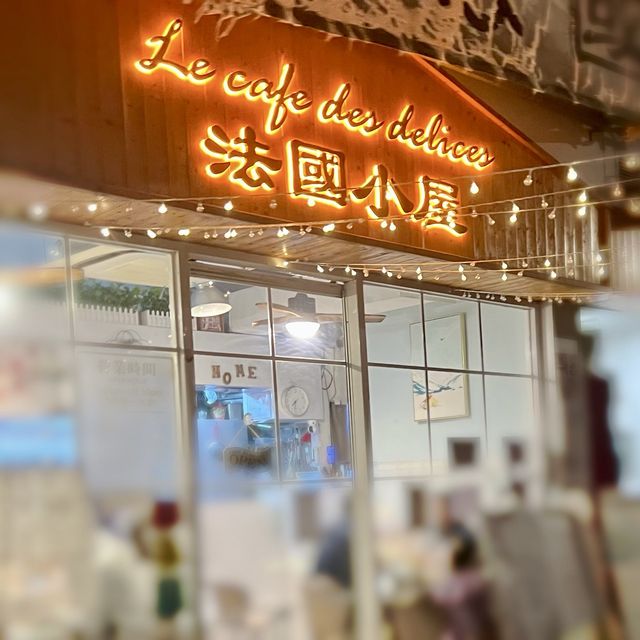 Le cafe des delices
法國小屋
HOME